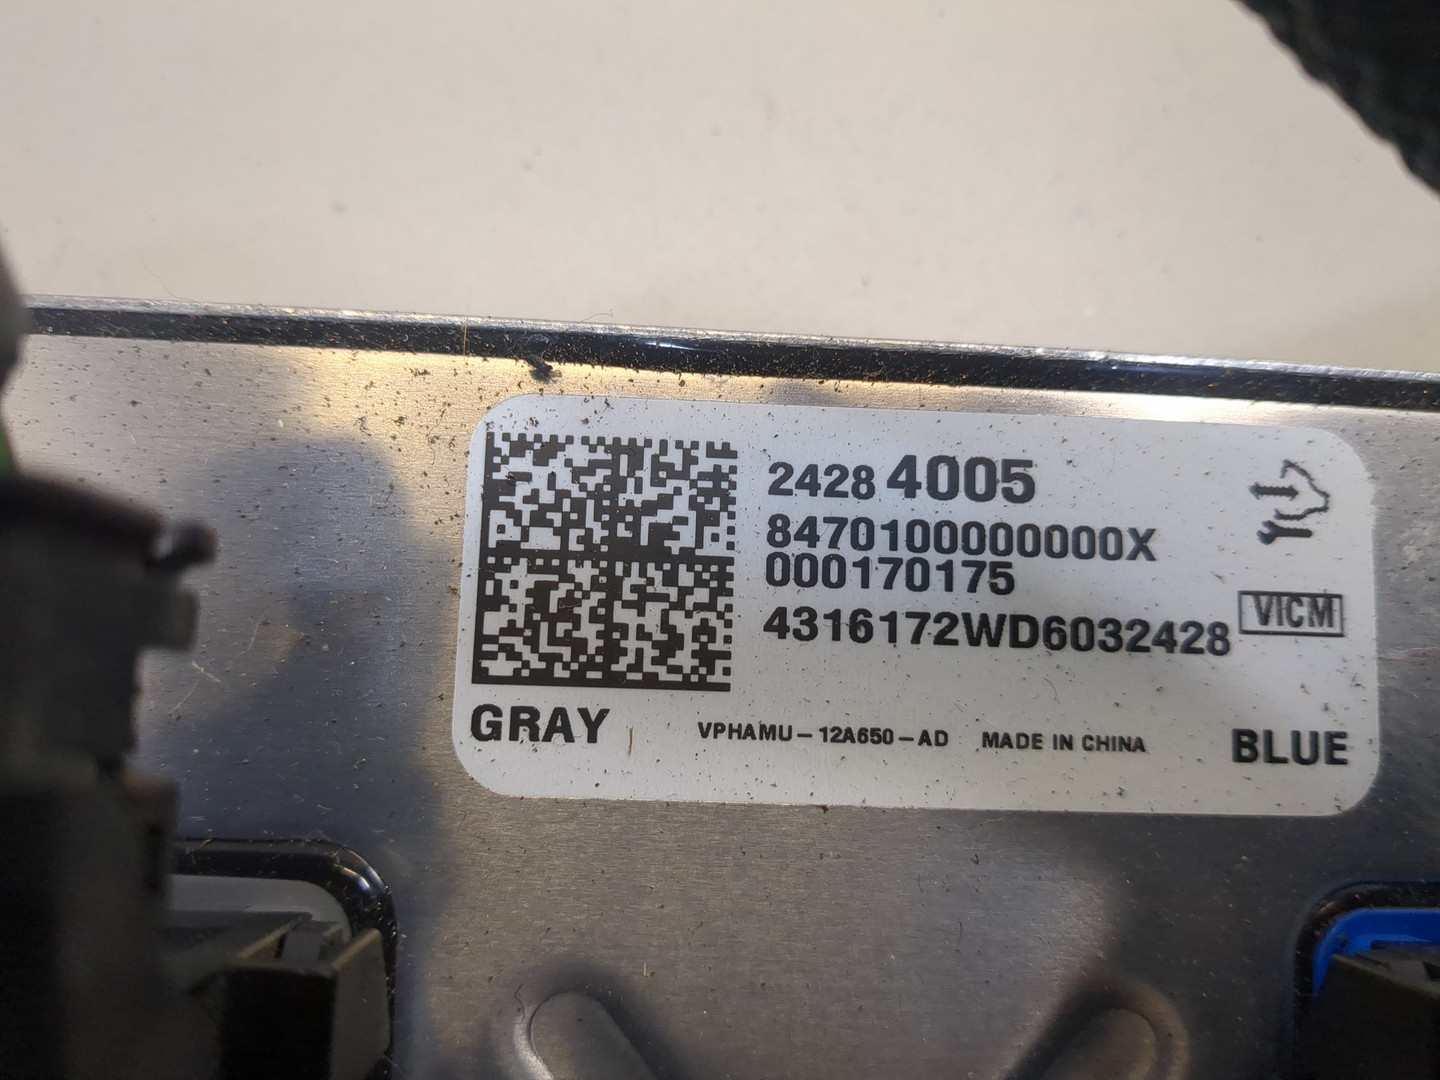 24284005
8470100000000X
000170175
4316172WD6032428
VICM
GRAY
VPHAMU-12A650-AD MADE IN CHINA
BLUE